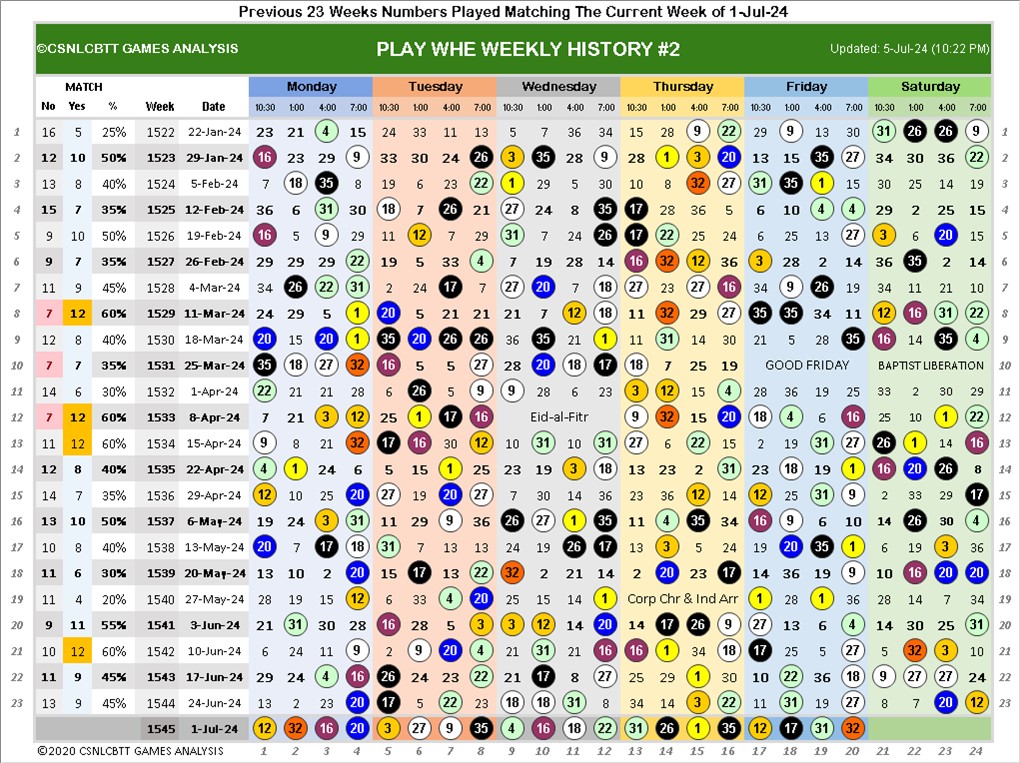 Previous 23 Weeks Numbers Played Matching The Current Week of 1-Jul-24
©CSNLCBTT GAMES ANALYSIS PLAY WHE WEEKLY HISTORY #2 Updated: 5-Jul-24 (10:22 PM)
MATCH Monday Tuesday Wednesday Thursday Friday Saturday
No Yes % Week Date 10:30 1:00 4:00 7:00 10:30 1:00 4:00 7:00 10:30 1:00 4:00 7:00 10:30 1:00 4:00 7:00 10:30 1:00 4:00 7:00 10:30 1:00 4:00 7:00
1 16 5 25% 1522 22-Jan-24 23 21 4 15 24 33 11 13 5 7 36 34 15 28 9 22 29 9 13 30 31 26 26 9 1
2 12 10 50% 1523 29-Jan-24 16 23 29 9 33 30 24 26 3 35 28 9 28 1 3 20 13 15 35 27 34 30 36 22 2
3 13 8 40% 1524 5-Feb-24 7 18 35 8 19 6 23 22 1 29 5 30 10 8 32 27 31 35 1 15 30 25 14 19 3
4 15 7 35% 1525 12-Feb-24 36 6 31 30 18 7 26 21 27 24 8 35 17 28 36 5 6 10 4 4 29 2 25 15 4
5 9 10 50% 1526 19-Feb-24 16 5 9 29 11 12 7 29 31 7 24 26 17 22 25 24 6 25 13 27 3 6 20 15 5
6 9 7 35% 1527 26-Feb-24 29 29 29 22 19 5 33 4 7 19 28 14 16 32 12 36 3 28 2 14 36 35 2 14 6
7 11 9 45% 1528 4-Mar-24 34 26 22 31 2 24 17 7 27 20 7 18 27 23 27 16 34 9 26 19 34 11 21 10 7
8 7 12 60% 1529 11-Mar-24 24 29 5 1 20 5 21 21 21 7 12 18 11 32 29 27 35 35 34 11 12 16 31 22 8
9 12 8 40% 1530 18-Mar-24 20 15 20 1 35 20 26 26 36 35 21 1 11 31 14 30 21 5 28 35 16 14 35 4 9
10 7 7 35% 1531 25-Mar-24 35 18 27 32 16 5 5 27 28 20 18 17 18 7 25 19 GOOD FRIDAY BAPTIST LIBERATION 10
11 14 6 30% 1532 1-Apr-24 22 21 21 28 6 26 5 9 9 28 11 25 3 12 15 4 28 36 19 21 33 2 30 29 11
12 7 12 60% 1533 8-Apr-24 7 21 3 12 25 1 17 16 Eid-al-Fitr 9 32 15 20 18 4 6 16 25 10 1 22 12
13 11 12 60% 1534 15-Apr-24 9 8 24 32 17 16 30 12 10 31 10 31 27 6 22 15 2 19 31 27 26 1 14 16 13
14 12 8 40% 1535 22-Apr-24 4 1 24 6 5 15 1 25 23 19 3 18 13 23 2 31 23 18 19 1 16 20 26 8 14
15 14 7 35% 1536 29-Apr-24 12 10 25 20 27 19 20 27 7 30 14 36 23 36 12 14 12 25 31 9 2 33 29 17 15
16 13 10 50% 1537 6-May-24 19 24 3 31 11 29 9 36 26 27 1 35 11 4 35 34 16 9 6 10 14 26 30 4 16
17 10 8 40% 1538 13-May-24 20 7 17 18 31 7 13 13 24 19 26 17 13 3 5 24 19 20 35 1 6 19 3 36 17
18 11 6 30% 1539 20-May-24 13 10 2 20 15 17 13 22 32 2 21 14 2 20 23 17 14 36 19 9 10 16 20 20 18
19 11 4 20% 1540 27-May-24 28 19 15 12 6 33 4 20 25 15 14 1 Corp Chr & Ind Arr 1 28 1 36 28 14 7 34 19
20 9 11 55% 1541 3-Jun-24 21 31 30 28 16 28 5 3 3 12 14 20 14 17 26 9 27 13 6 4 14 30 25 31 20
21 10 12 60% 1542 10-Jun-24 11 24 11 9 2 9 20 4 21 31 21 16 16 1 34 18 17 25 5 27 22 32 3 10 21
22 11 9 45% 1543 17-Jun-24 29 24 4 16 26 24 23 22 21 17 8 27 25 29 1 30 10 22 36 18 9 27 27 24 22
23 13 9 45% 1544 24-Jun-24 13 2 23 20 17 5 22 23 18 18 31 8 34 14 3 22 11 31 19 27 8 7 20 12 23
1545 1-Jul-24 12 32 16 20 3 27 9 35 4 16 18 22 31 26 1 35 12 17 31 32
©2020 CSNLCBTT GAMES ANALYSIS 1 2 3 4 5 6 7 8 9 10 11 12 13 14 15 16 17 18 19 20 21 22 23 24